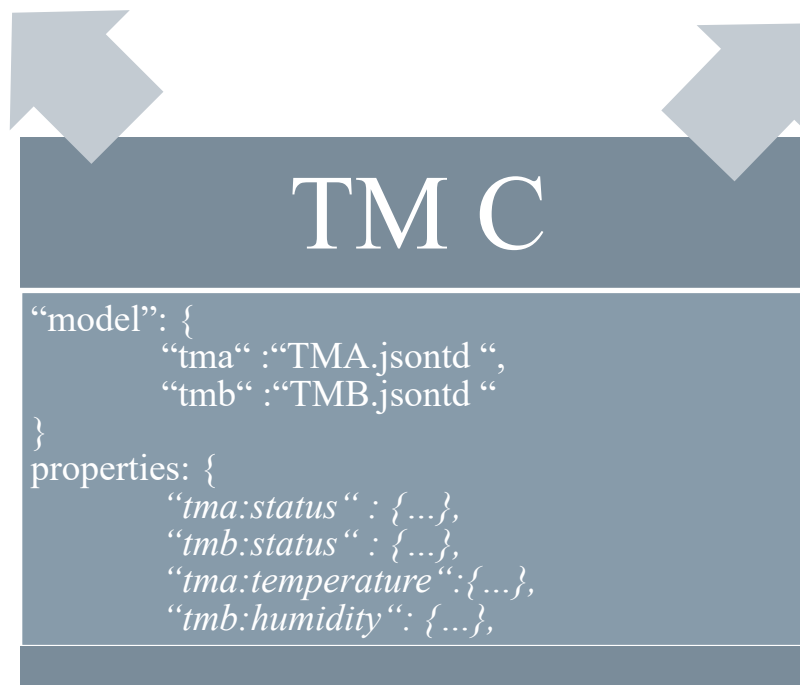 TM C
“model”: {
“tma“ :“TMA.jsontd “,
“tmb“ :“TMB.jsontd “
}
properties: {
“tma:status“ : {...},
“tmb:status“ : {...},
“tma:temperature“:{...},
“tmb:humidity“: {...},